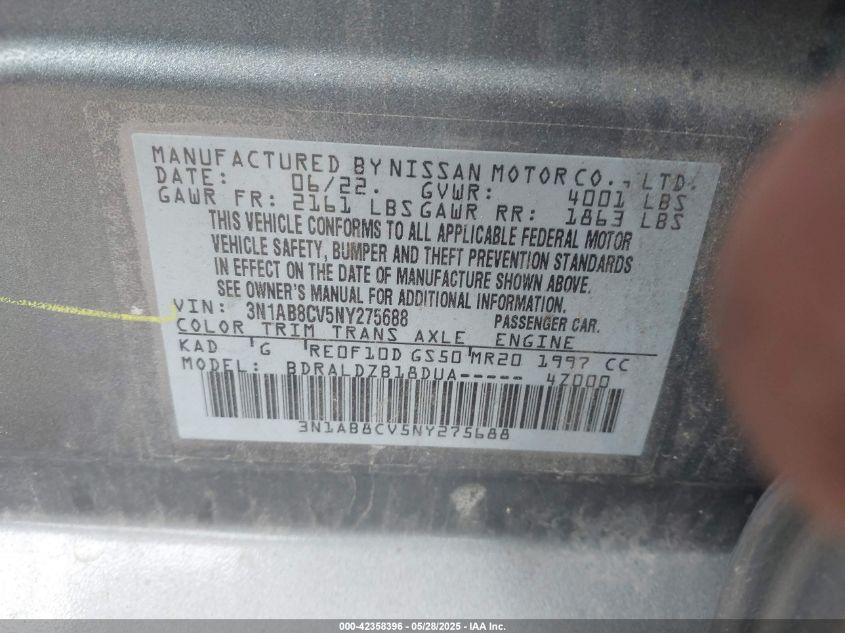 MANUFACTURED BY NISSAN MOTOR CO., LTD.
DATE: 06/22. GVWR: 4001 LBS
GAWR FR: 2161 LBS GAWR RR: 1863 LBS
THIS VEHICLE CONFORMS TO ALL APPLICABLE FEDERAL MOTOR
VEHICLE SAFETY, BUMPER AND THEFT PREVENTION STANDARDS
IN EFFECT ON THE DATE OF MANUFACTURE SHOWN ABOVE.
SEE OWNER'S MANUAL FOR ADDITIONAL INFORMATION.
VIN: 3N1AB8CV5NY275688 PASSENGER CAR.
COLOR TRIM TRANS AXLE ENGINE
KAD G RE0F10D GS50 MR20 1997 CC
MODEL: BDRALDZB18DUA----- 4Z000
3N1AB8CV5NY275688
000-42358396 - 05/28/2025 - IAA Inc.